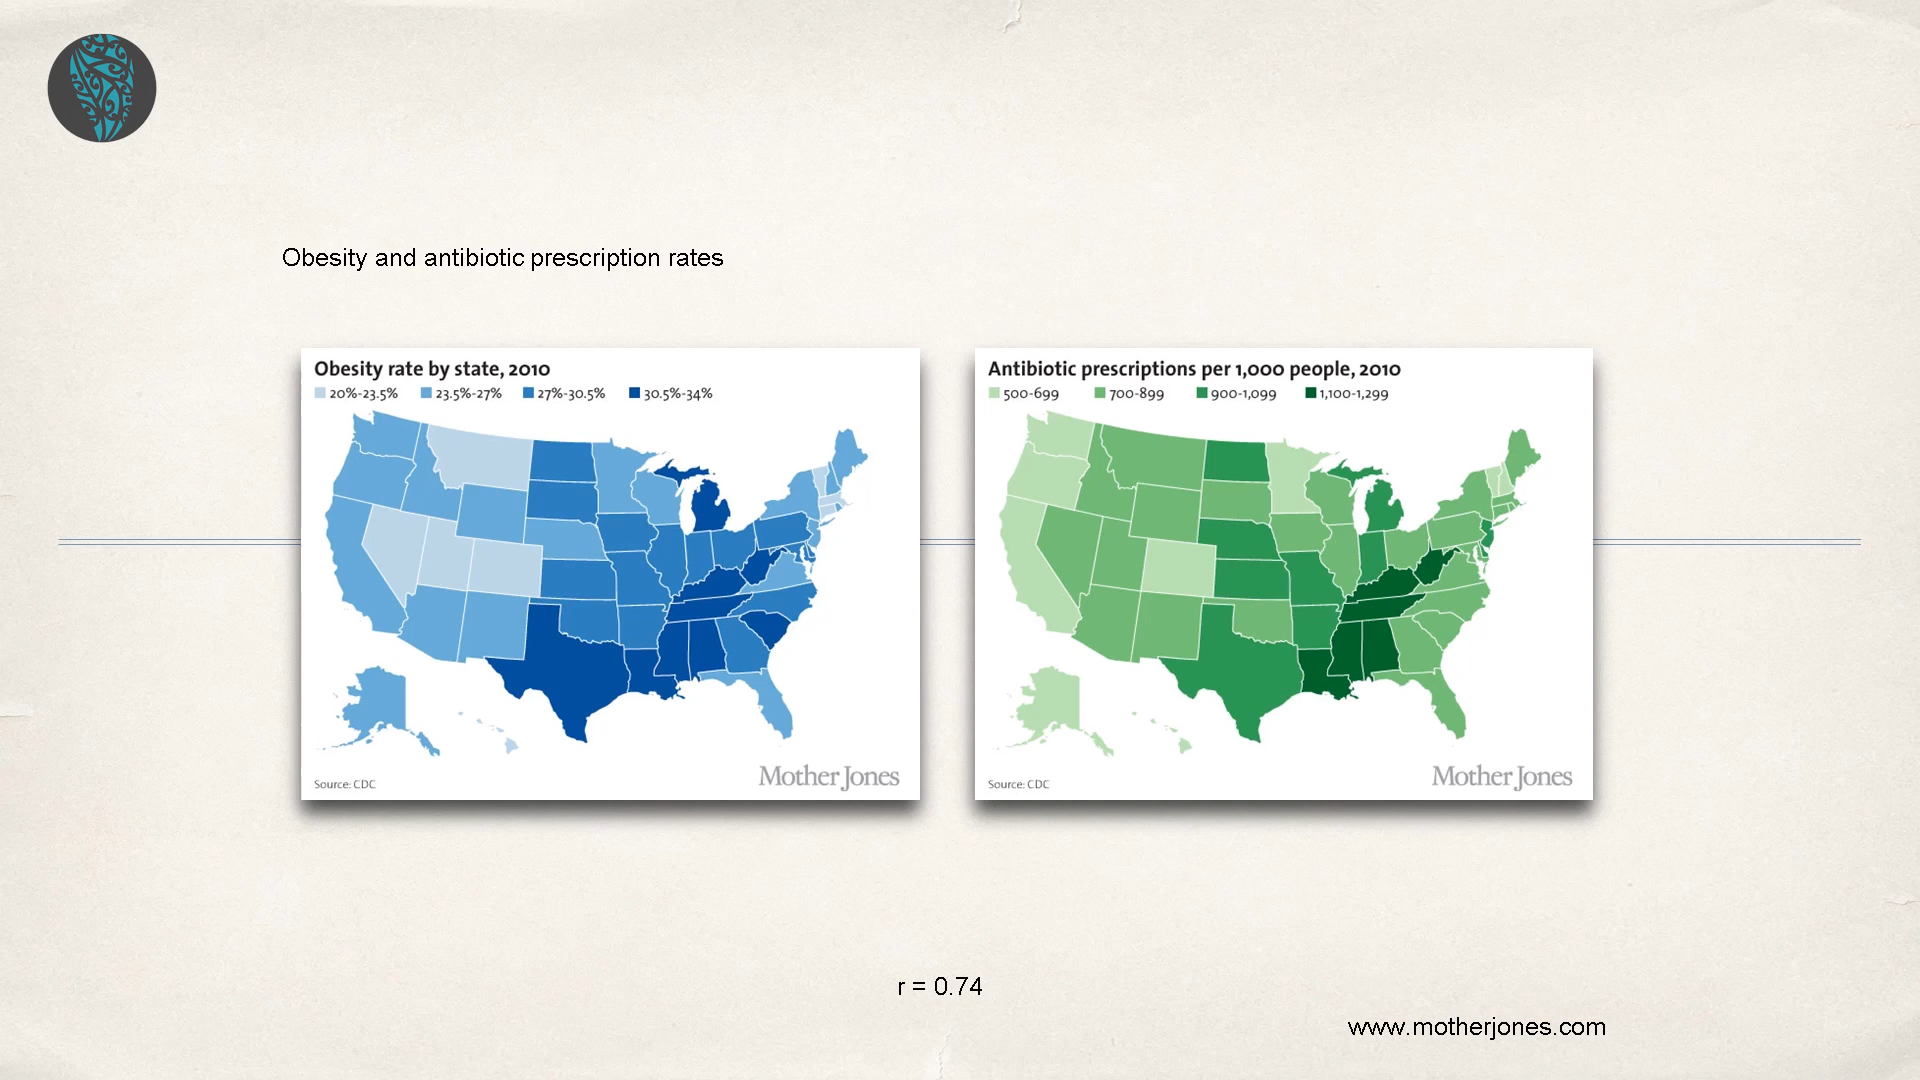 Obesity and antibiotic prescription rates
Obesity rate by state, 2010
20%-23.5% 23.5%-27% 27%-30.5% 30.5%-34%
Source: CDC
Mother Jones
Antibiotic prescriptions per 1,000 people, 2010
500-699 700-899 900-1,099 1,100-1,299
Source: CDC
Mother Jones
r = 0.74
www.motherjones.com